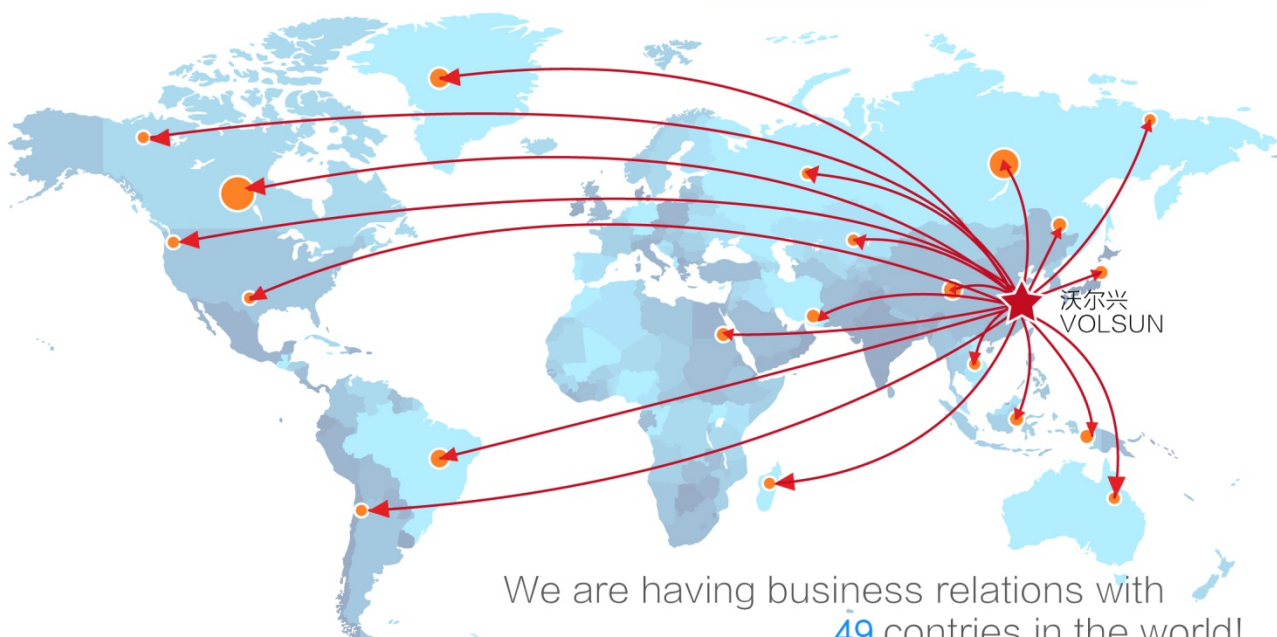 沃尔兴
VOLSUN
We are having business relations with
49 contries in the world!